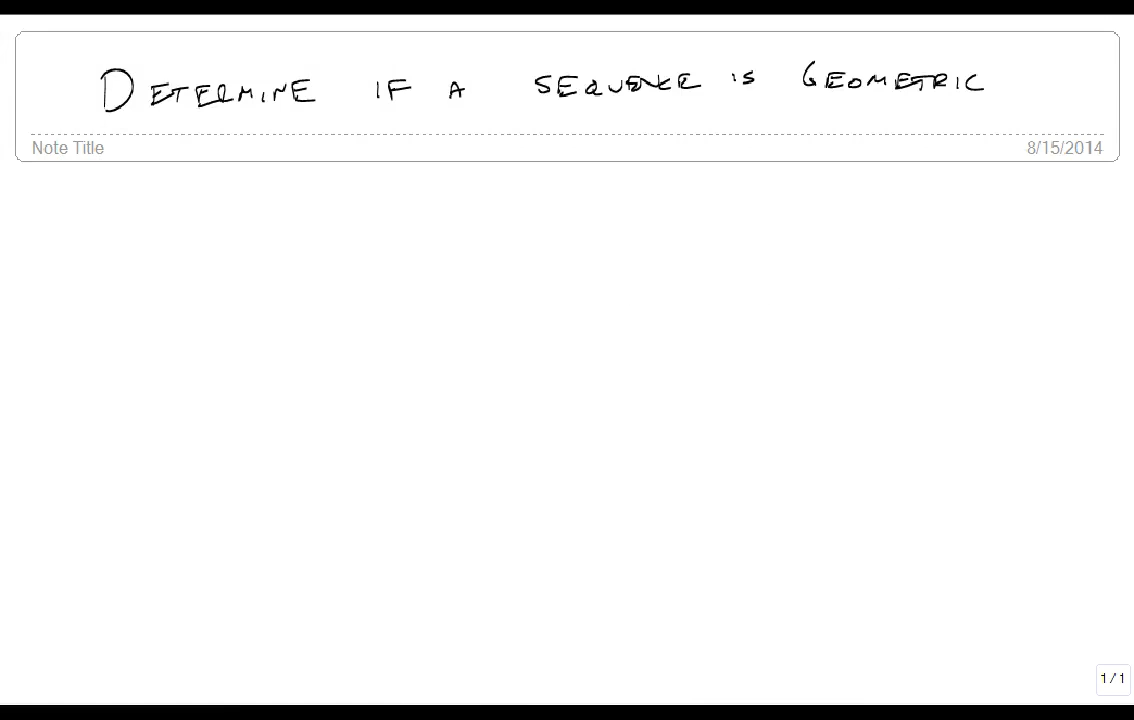 DETERMINE IF A SEQUENCE IS GEOMETRIC
Note Title
8/15/2014
1/1